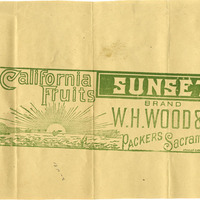 California
Fruits
SUNSET
BRAND
W.H.WOOD &
PACKERS Sacram